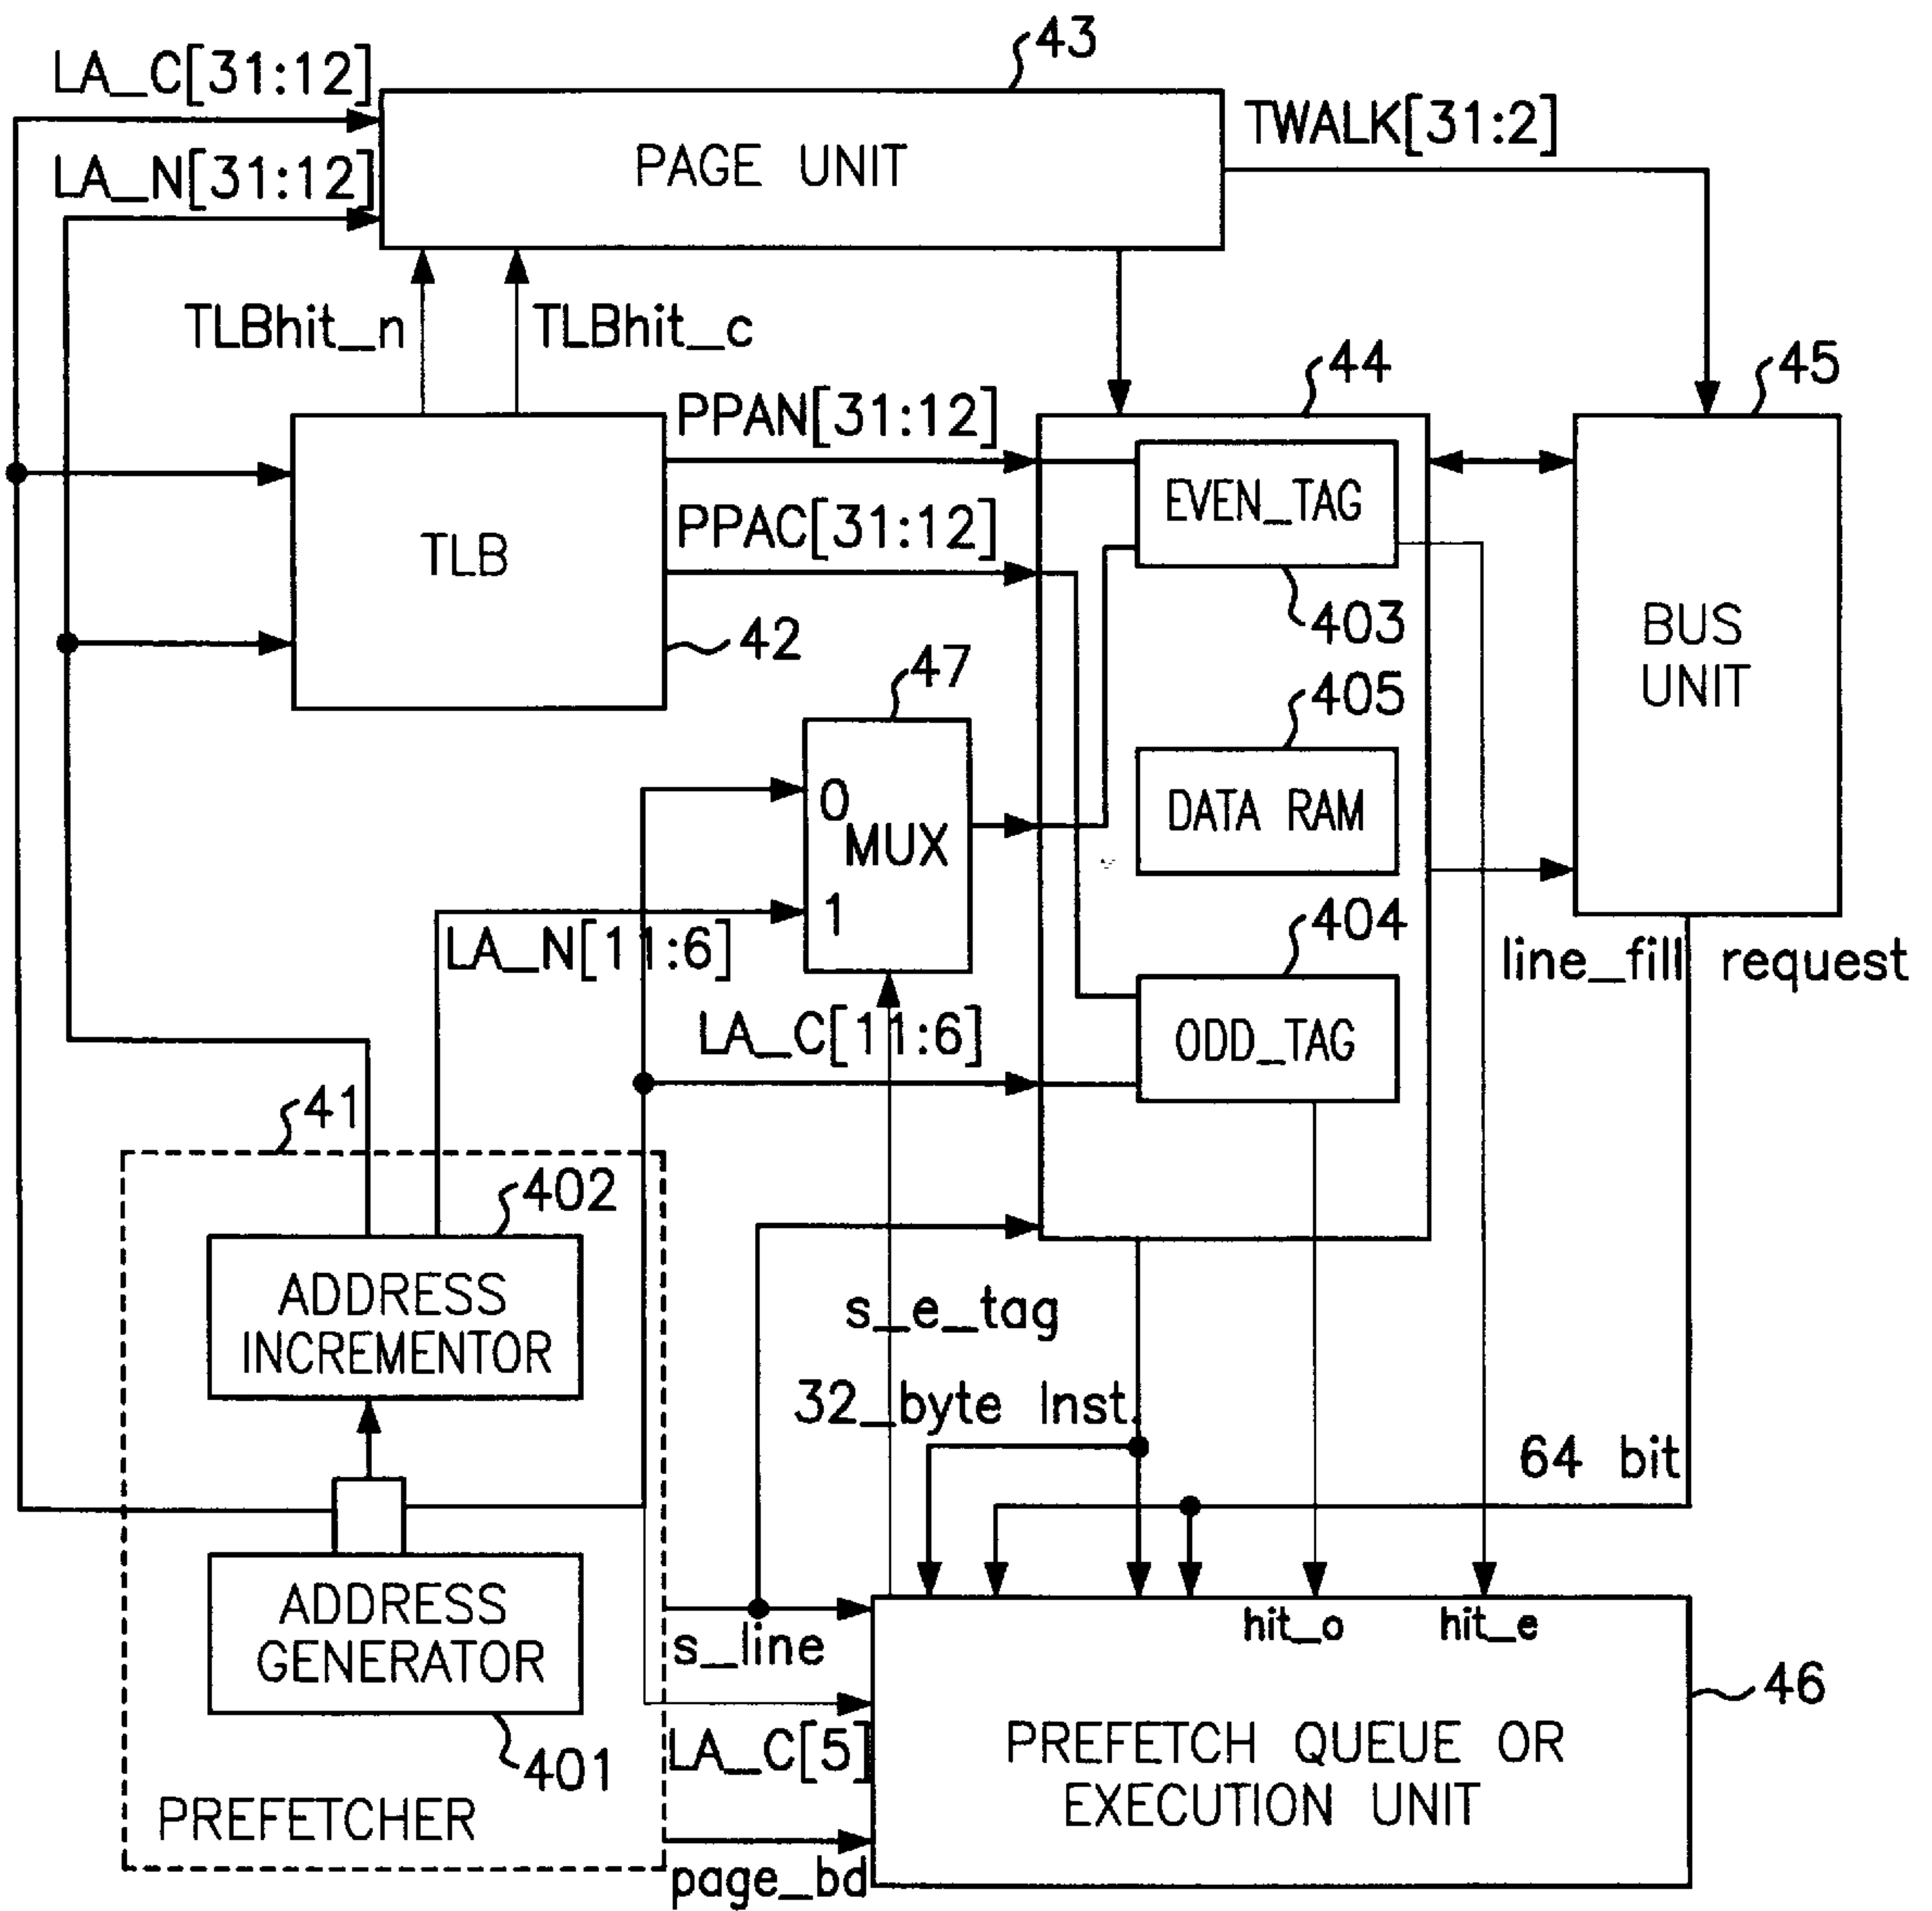 43
LA_C[31:12]
TWALK[31:2]
PAGE UNIT
LA_N[31:12]
TLBhit_n
TLBhit_c
44
45
PPAN[31:12]
EVEN_TAG
PPAC[31:12]
TLB
403
BUS
UNIT
42
47
405
0
MUX
DATA RAM
1
404
LA_N[11:6]
line_fill request
LA_C[11:6]
ODD_TAG
41
402
ADDRESS
INCREMENTOR
s_e_tag
32_byte Inst.
64 bit
ADDRESS
GENERATOR
s_line
hit_o
hit_e
46
LA_C[5]
PREFETCH QUEUE OR
EXECUTION UNIT
401
PREFETCHER
page_bd